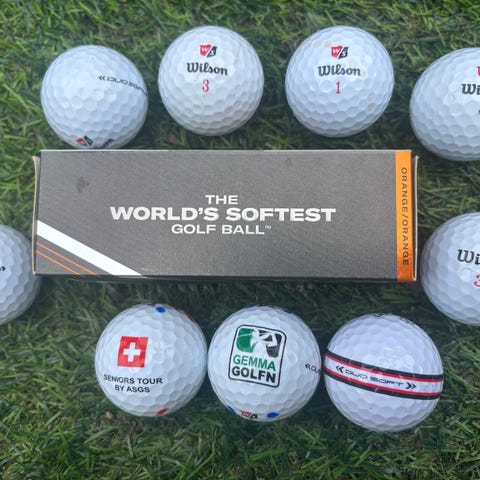 DUO SOFT
Wilson
3
Wilson
1
THE
WORLD'S SOFTEST
GOLF BALL™
ORANGE/ORANGE
3
SENIORS TOUR
BY ASGS
GEMMA
GOLFN
DUO SOFT